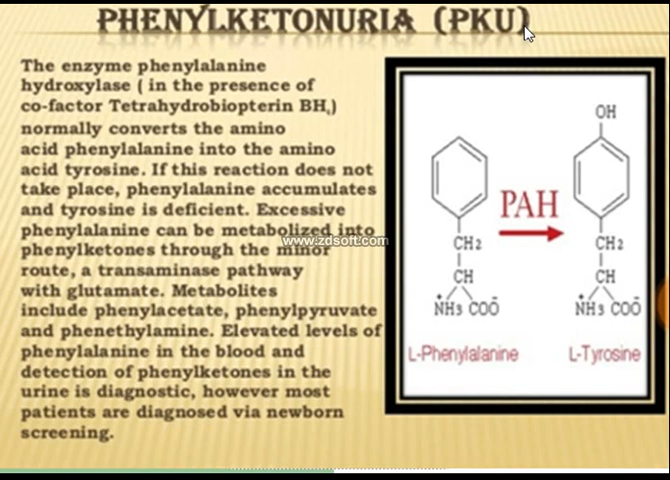 PHENYLKETONURIA (PKU)
The enzyme phenylalanine
hydroxylase ( in the presence of
co-factor Tetrahydrobiopterin BH₄)
normally converts the amino
acid phenylalanine into the amino
acid tyrosine. If this reaction does not
take place, phenylalanine accumulates
and tyrosine is deficient. Excessive
phenylalanine can be metabolized into
phenylketones through the minor
route, a transaminase pathway
with glutamate. Metabolites
include phenylacetate, phenylpyruvate
and phenethylamine. Elevated levels of
phenylalanine in the blood and
detection of phenylketones in the
urine is diagnostic, however most
patients are diagnosed via newborn
screening.
www.zdsoft.com
OH
PAH
CH₂ CH₂
CH CH
⁺NH₃ COO⁻ ⁺NH₃ COO⁻
L-Phenylalanine L-Tyrosine